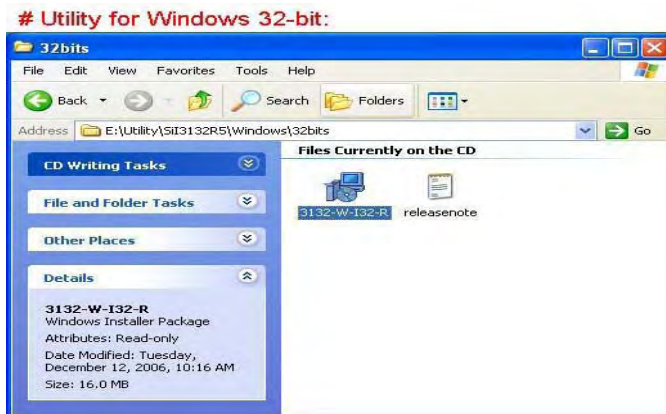 # Utility for Windows 32-bit:
32bits
File Edit View Favorites Tools Help
Back Search Folders
Address E:\Utility\SiI3132R5\Windows\32bits Go
CD Writing Tasks
Files Currently on the CD
File and Folder Tasks
3132-W-I32-R releasenote
Other Places
Details
3132-W-I32-R
Windows Installer Package
Attributes: Read-only
Date Modified: Tuesday,
December 12, 2006, 10:16 AM
Size: 16.0 MB